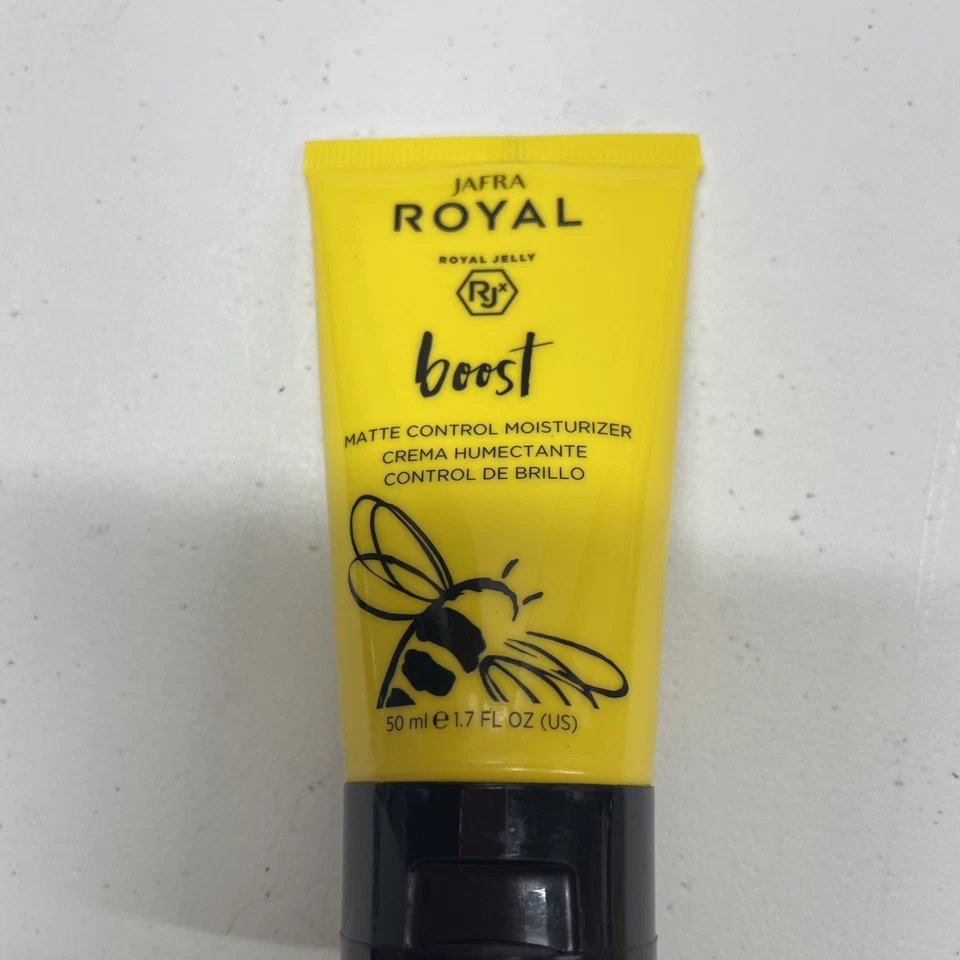 JAFRA
ROYAL
ROYAL JELLY
RJx
boost
MATTE CONTROL MOISTURIZER
CREMA HUMECTANTE
CONTROL DE BRILLO
50 ml ℮ 1.7 FL OZ (US)